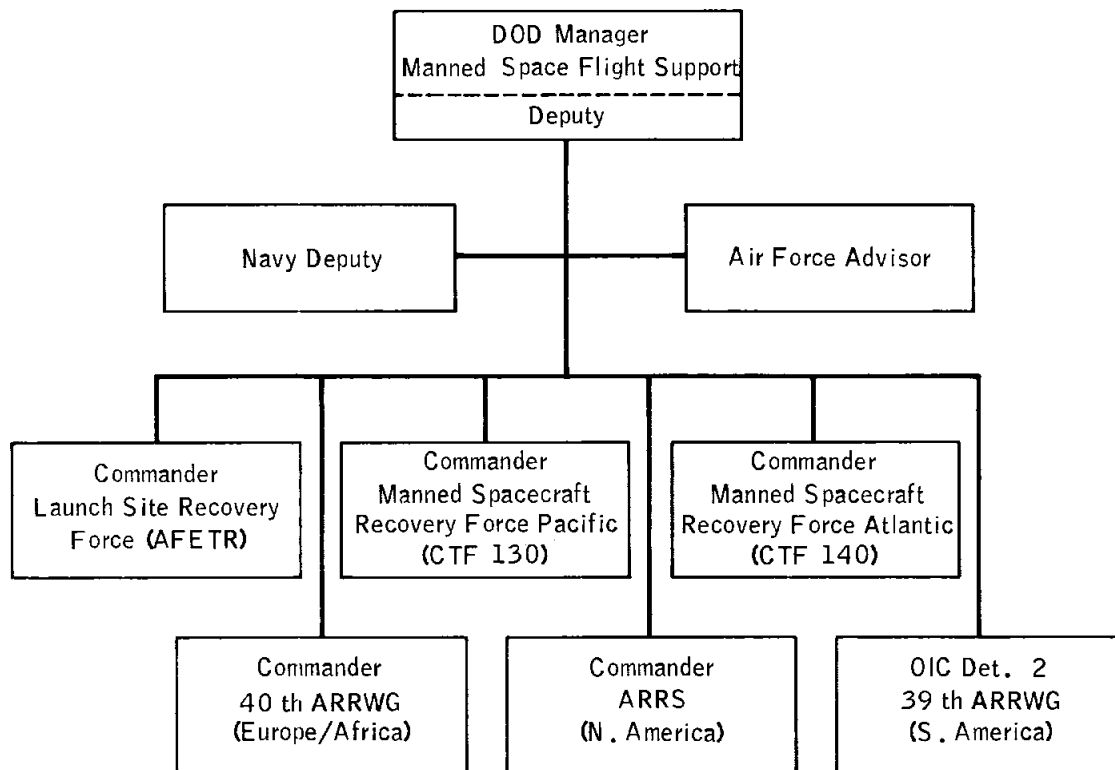 DOD Manager
Manned Space Flight Support
Deputy
Navy Deputy
Air Force Advisor
Commander
Launch Site Recovery
Force (AFETR)
Commander
Manned Spacecraft
Recovery Force Pacific
(CTF 130)
Commander
Manned Spacecraft
Recovery Force Atlantic
(CTF 140)
Commander
40 th ARRWG
(Europe/Africa)
Commander
ARRS
(N. America)
OIC Det. 2
39 th ARRWG
(S. America)